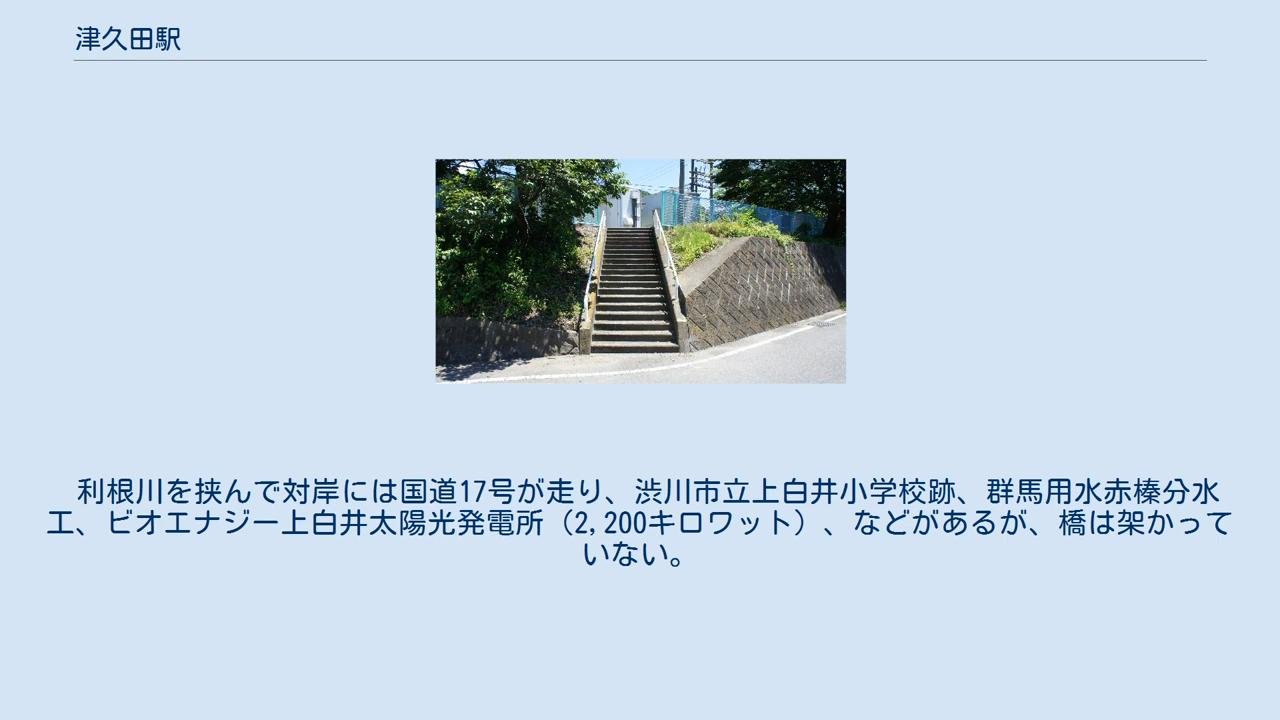 津久田駅
利根川を挟んで対岸には国道17号が走り、渋川市立上白井小学校跡、群馬用水赤榛分水
工、ビオエナジー上白井太陽光発電所（2,200キロワット）、などがあるが、橋は架かって
いない。